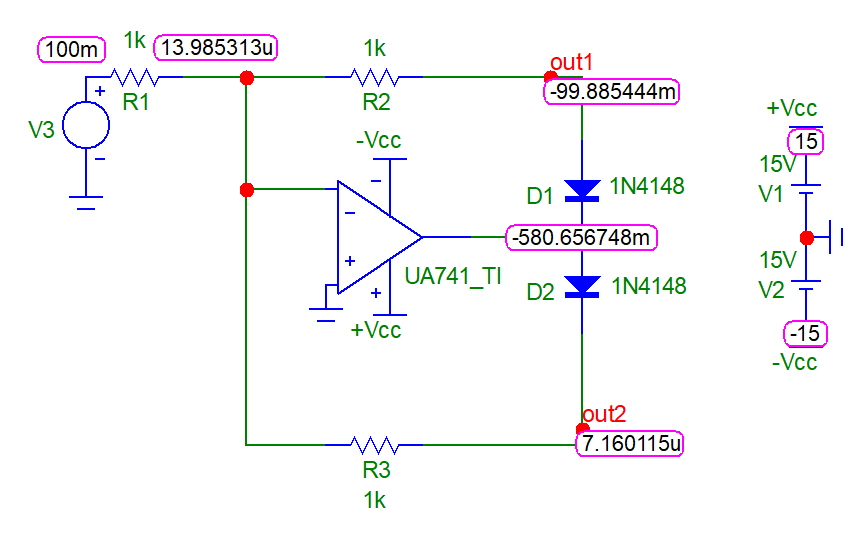 100m
1k
13.985313u
R1
V3
+
−
1k
R2
out1
-99.885444m
-Vcc
−
−
+
+
UA741_TI
+Vcc
D1
1N4148
-580.656748m
D2
1N4148
out2
7.160115u
R3
1k
+Vcc
15
15V
V1
15V
V2
-15
-Vcc